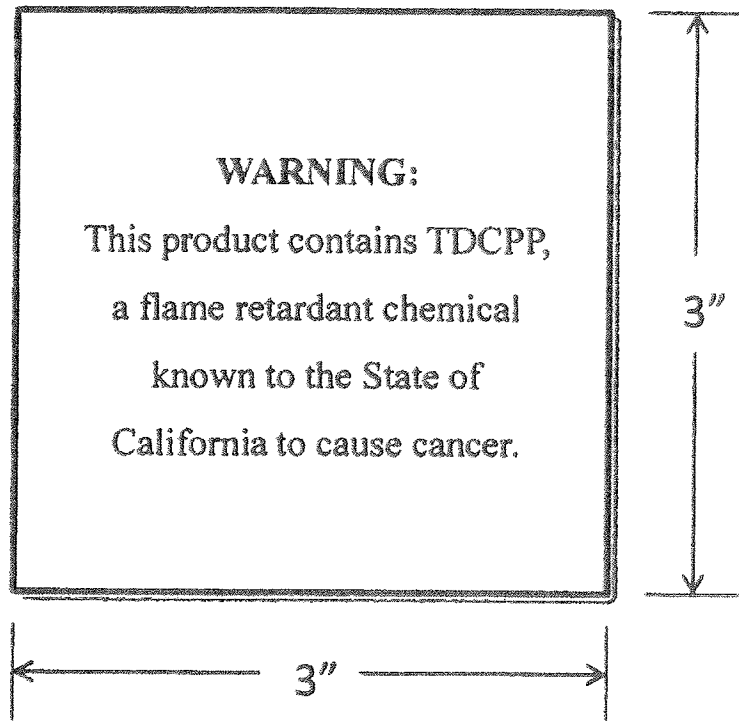 WARNING:
This product contains TDCPP,
a flame retardant chemical
known to the State of
California to cause cancer.
3"
3"